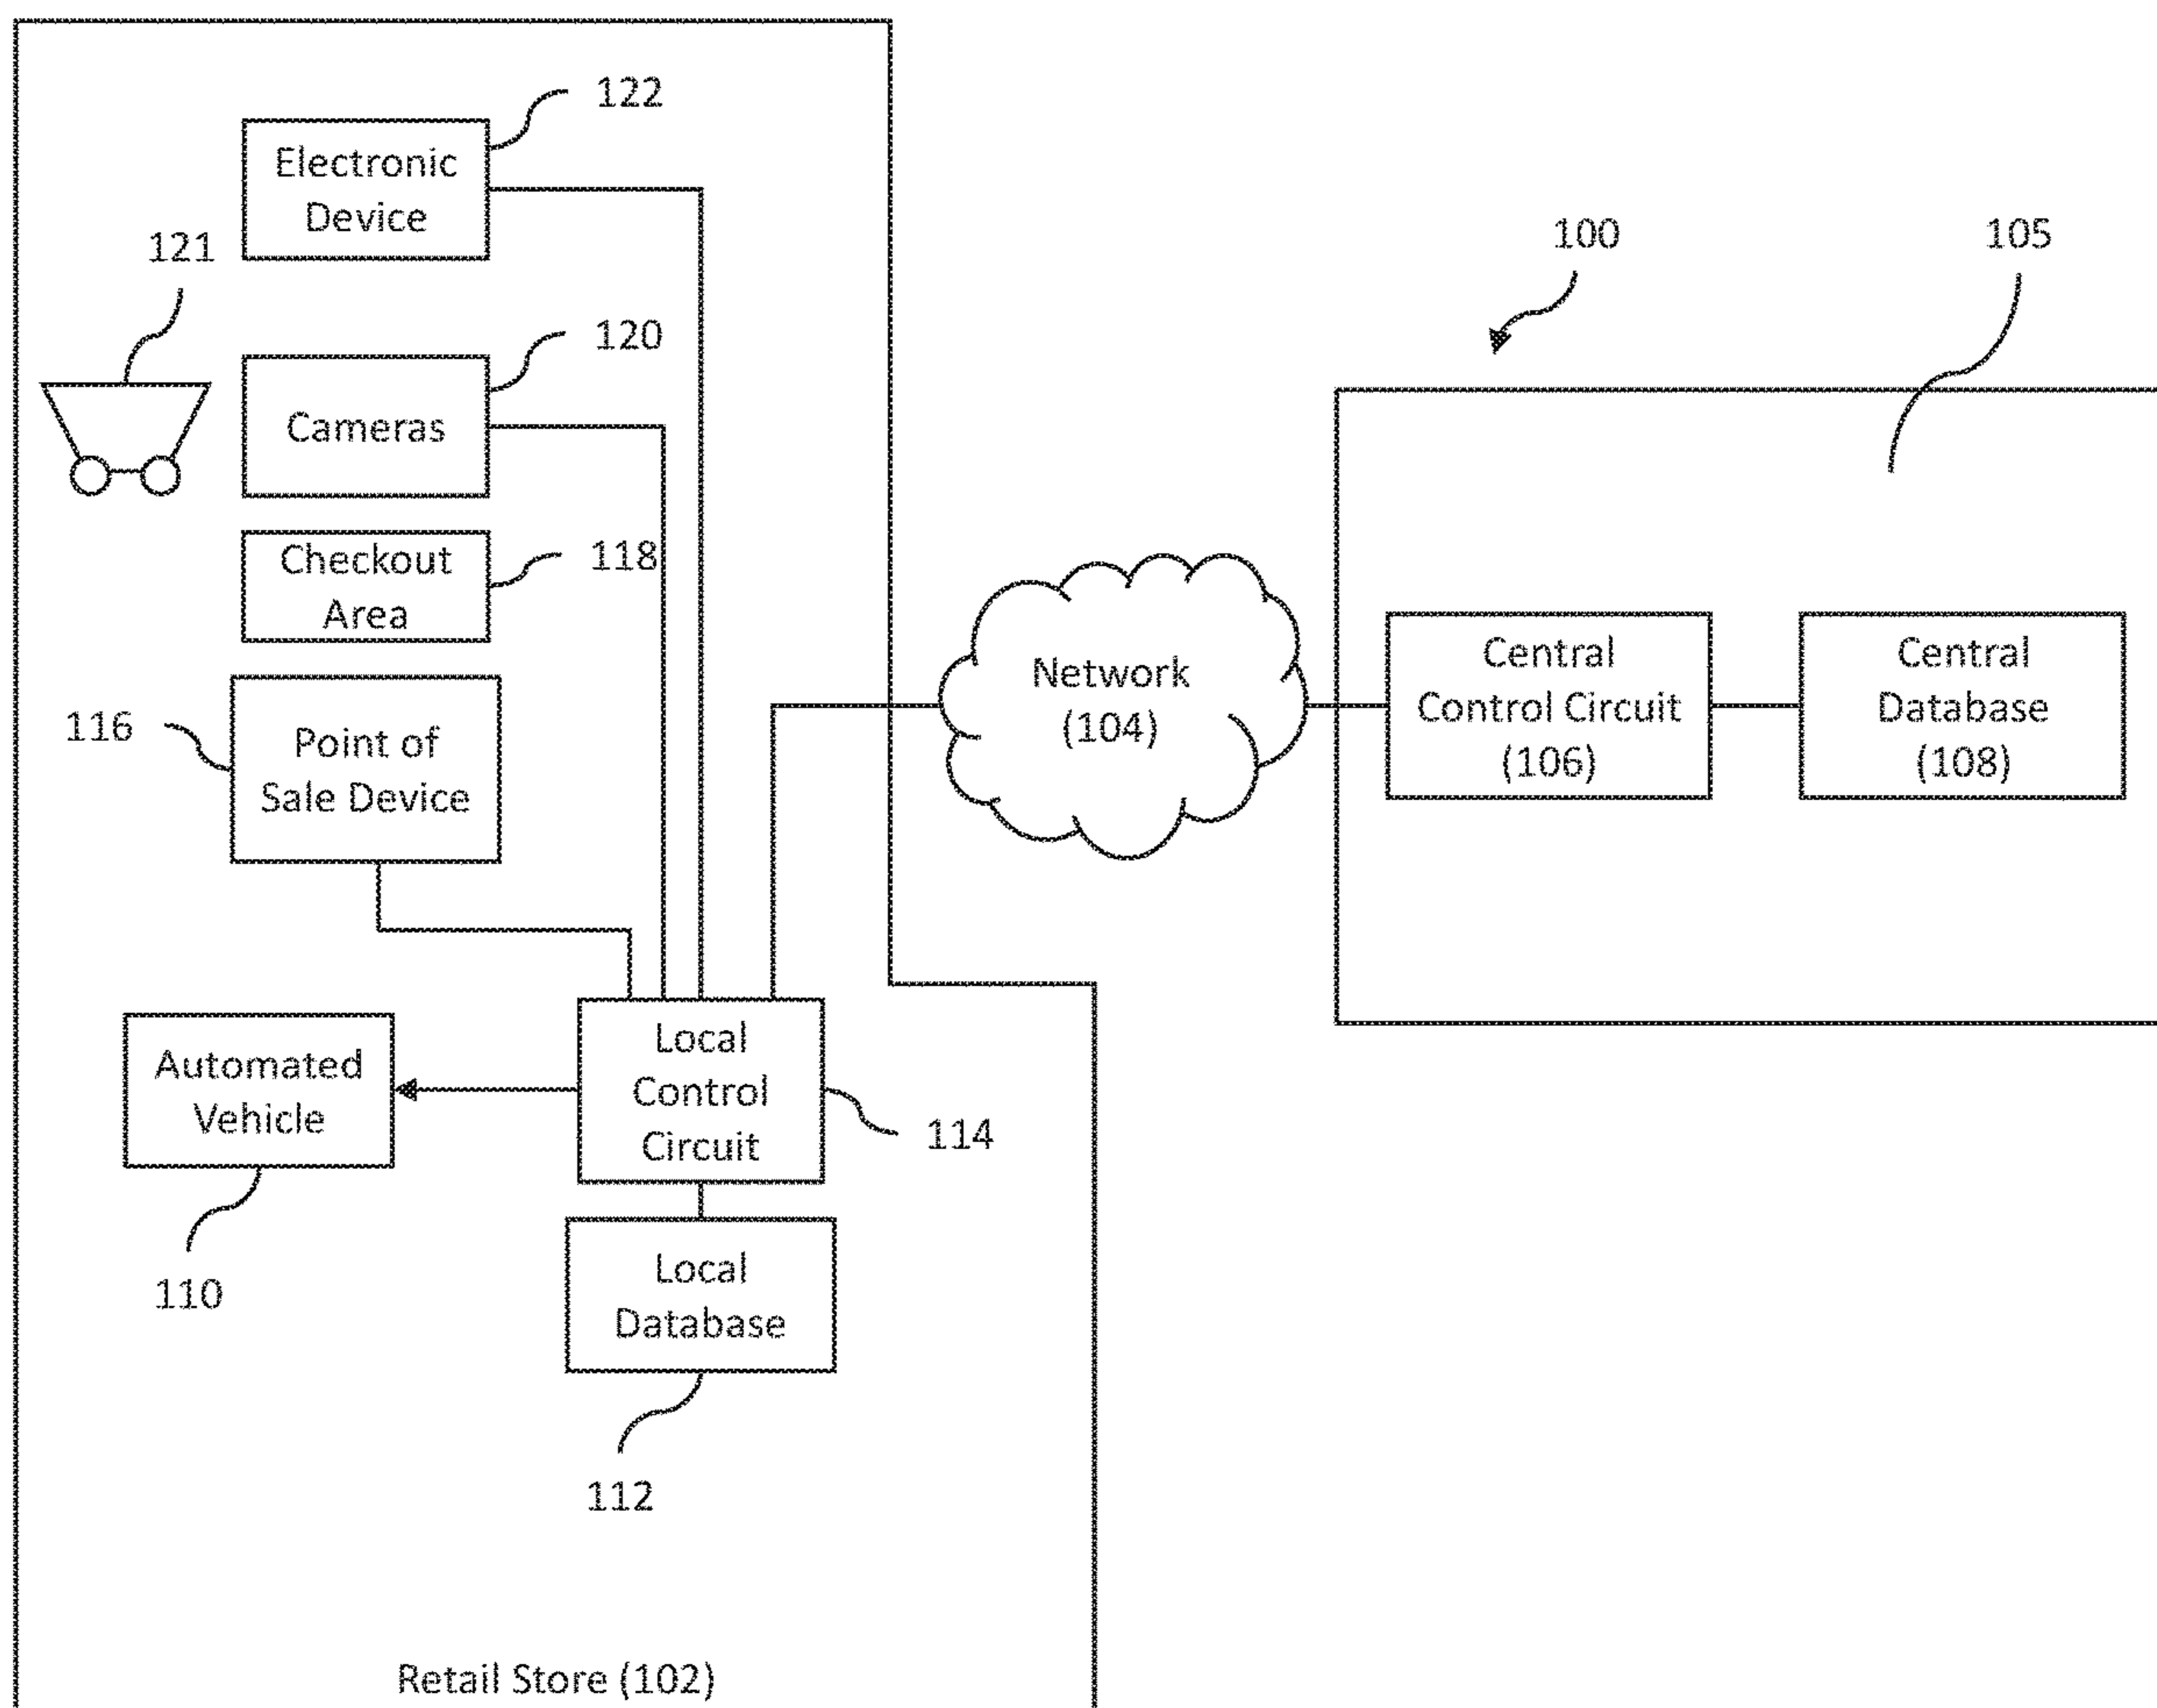 122
Electronic
Device
121
100
105
120
Cameras
Checkout
Area
118
Network
(104)
Central
Control Circuit
(106)
Central
Database
(108)
116
Point of
Sale Device
Automated
Vehicle
Local
Control
Circuit
114
110
Local
Database
112
Retail Store (102)